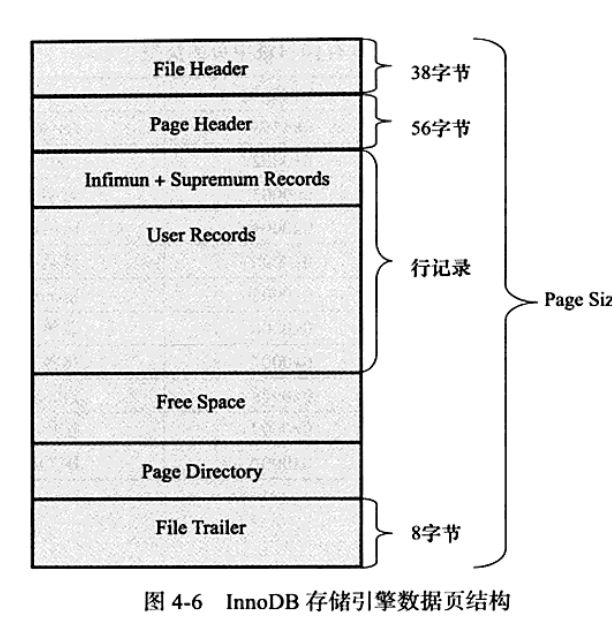 File Header
38字节
Page Header
56字节
Infimun + Supremum Records
User Records
行记录
Page Siz
Free Space
Page Directory
File Trailer
8字节
图 4-6 InnoDB 存储引擎数据页结构